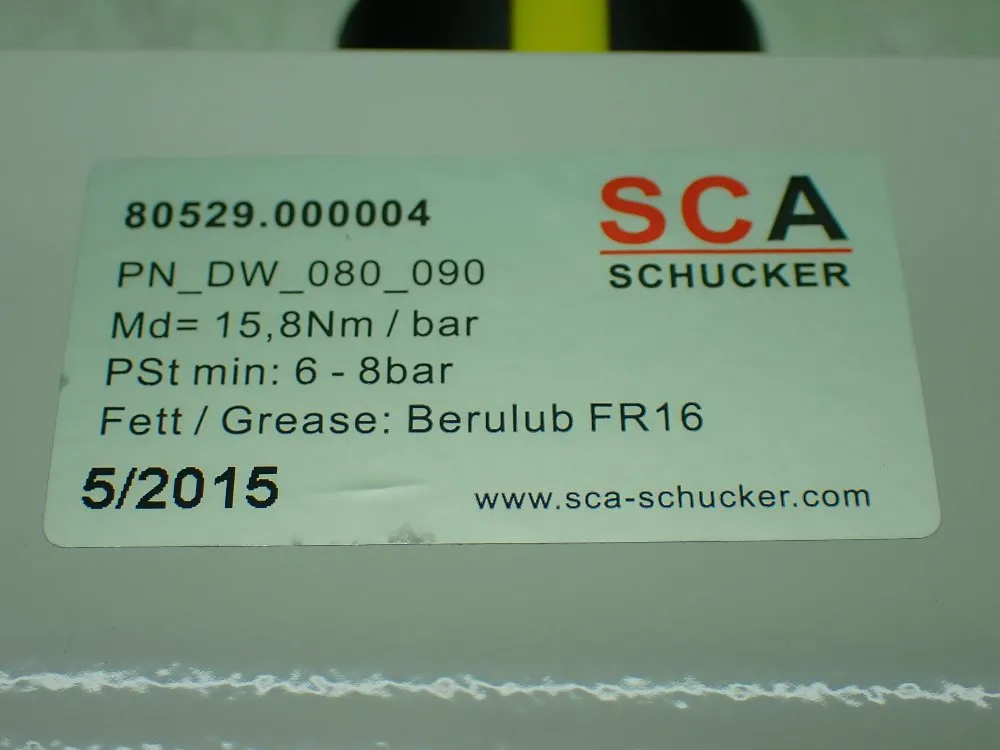 80529.000004
SCA
SCHUCKER
PN_DW_080_090
Md= 15,8Nm / bar
PSt min: 6 - 8bar
Fett / Grease: Berulub FR16
5/2015
www.sca-schucker.com